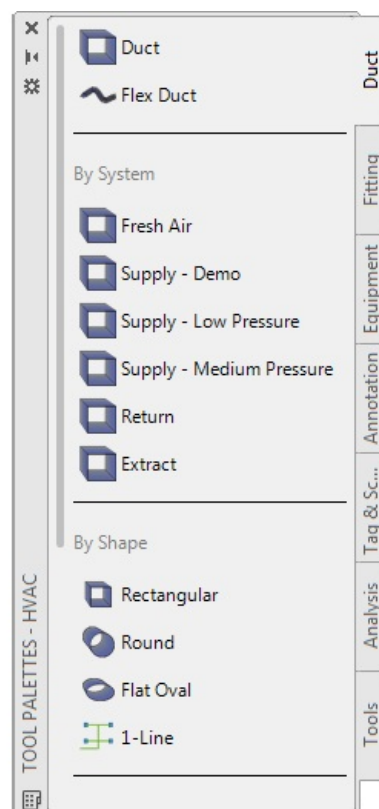 Duct
Flex Duct
By System
Fresh Air
Supply - Demo
Supply - Low Pressure
Supply - Medium Pressure
Return
Extract
By Shape
Rectangular
Round
Flat Oval
1-Line
Duct
Fitting
Equipment
Annotation
Tag & Sc...
Analysis
Tools
TOOL PALETTES - HVAC